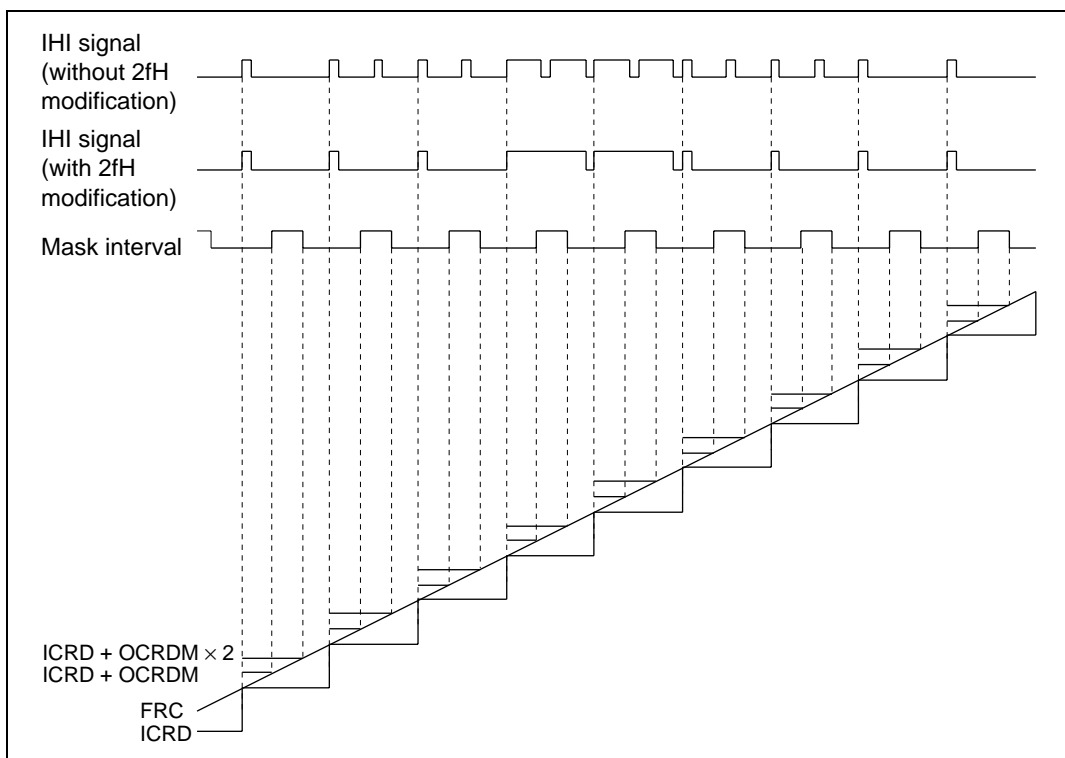 IHI signal
(without 2fH
modification)
IHI signal
(with 2fH
modification)
Mask interval
ICRD + OCRDM × 2
ICRD + OCRDM
FRC
ICRD